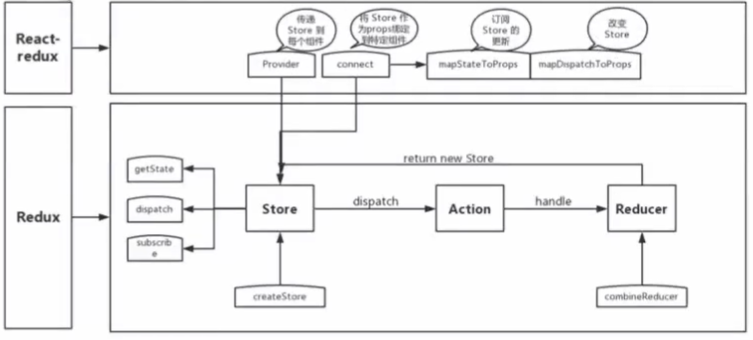 React-
redux
传递
Store 到
每个组件
将 Store 作
为props绑定
到特定组件
订阅
Store 的
更新
改变
Store
Provider
connect
mapStateToProps
mapDispatchToProps
Redux
return new Store
getState
dispatch
subscrib
e
Store
dispatch
Action
handle
Reducer
createStore
combineReducer